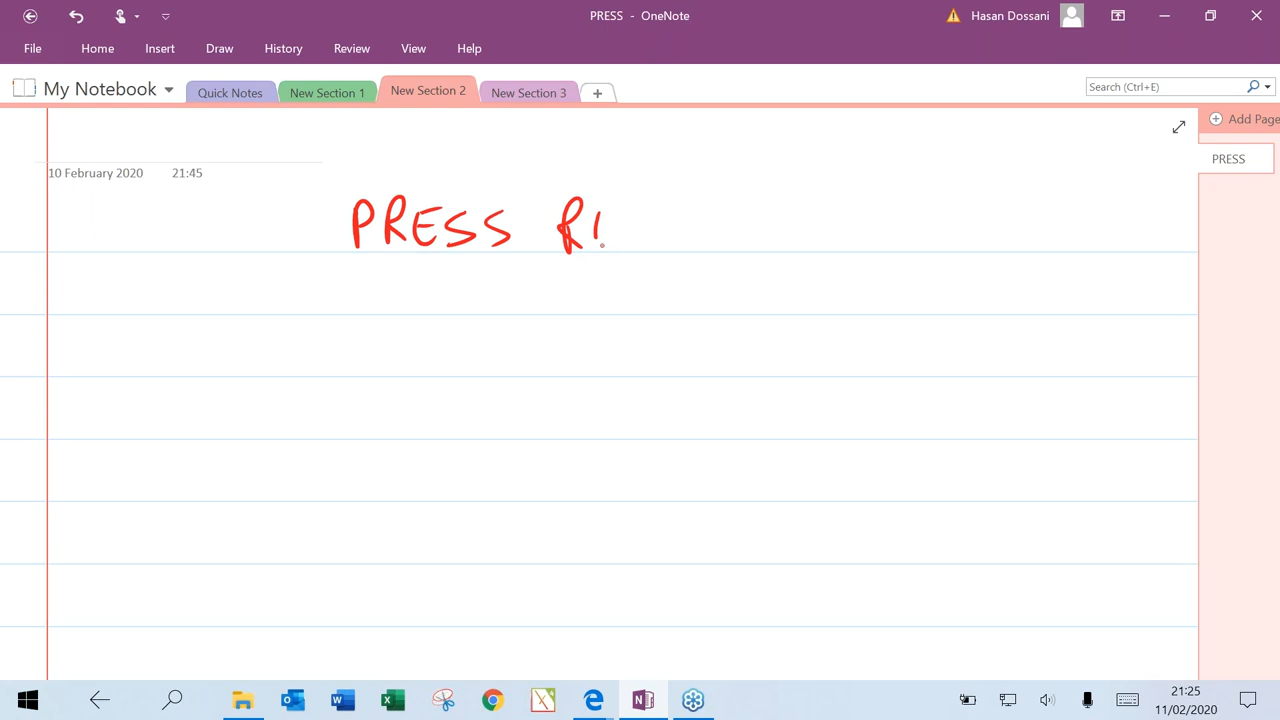 PRESS - OneNote
Hasan Dossani
File Home Insert Draw History Review View Help
My Notebook Quick Notes New Section 1 New Section 2 New Section 3
Search (Ctrl+E)
Add Page
PRESS
10 February 2020 21:45
PRESS RI
21:25
11/02/2020